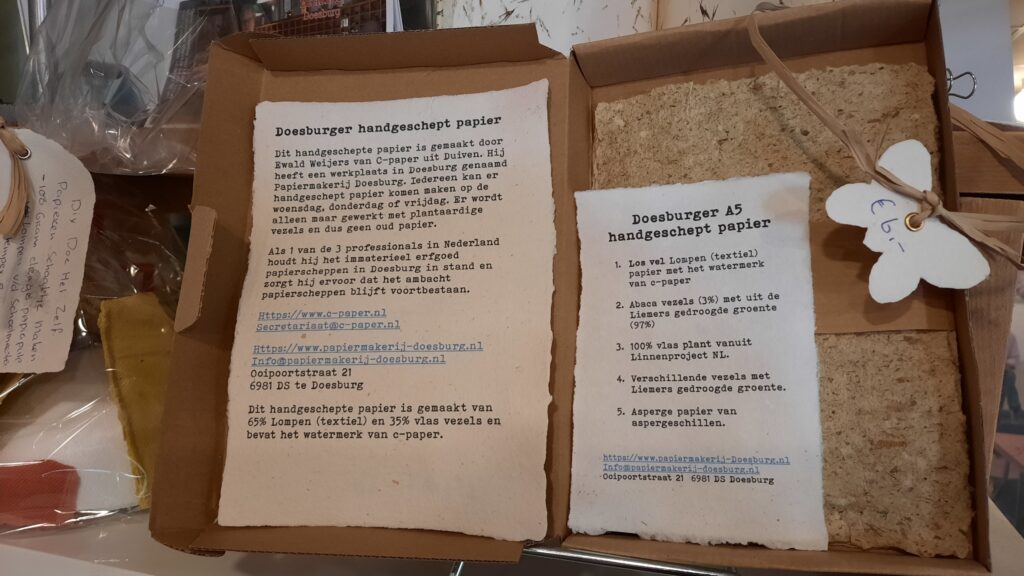 Doesburg
Div Doe Het Zelf
Papieren Schaaltje Maken
Doesburger handgeschept papier
Dit handgeschepte papier is gemaakt door
Ewald Weijers van C-paper uit Duiven. Hij
heeft een werkplaats in Doesburg genaamd
Papiermakerij Doesburg. Iedereen kan er
handgeschept papier komen maken op de
woensdag, donderdag of vrijdag. Er wordt
alleen maar gewerkt met plantaardige
vezels en dus geen oud papier.
Als 1 van de 3 professionals in Nederland
houdt hij het immaterieel erfgoed
papierscheppen in Doesburg in stand en
zorgt hij ervoor dat het ambacht
papierscheppen blijft voortbestaan.
Https://www.c-paper.nl
Secretariaat@c-paper.nl
Https://www.papiermakerij-doesburg.nl
Info@papiermakerij-doesburg.nl
Ooipoortstraat 21
6981 DS te Doesburg
Dit handgeschepte papier is gemaakt van
65% Lompen (textiel) en 35% vlas vezels en
bevat het watermerk van c-paper.
Doesburger A5
handgeschept papier
1. Los vel Lompen (textiel)
papier met het watermerk
van c-paper
2. Abaca vezels (3%) met uit de
Liemers gedroogde groente
(97%)
3. 100% vlas plant vanuit
Linnenproject NL.
4. Verschillende vezels met
Liemers gedroogde groente.
5. Asperge papier van
aspergeschillen.
https://www.papiermakerij-Doesburg.nl
Info@papiermakerij-doesburg.nl
Ooipoortstraat 21 6981 DS Doesburg
€6,-